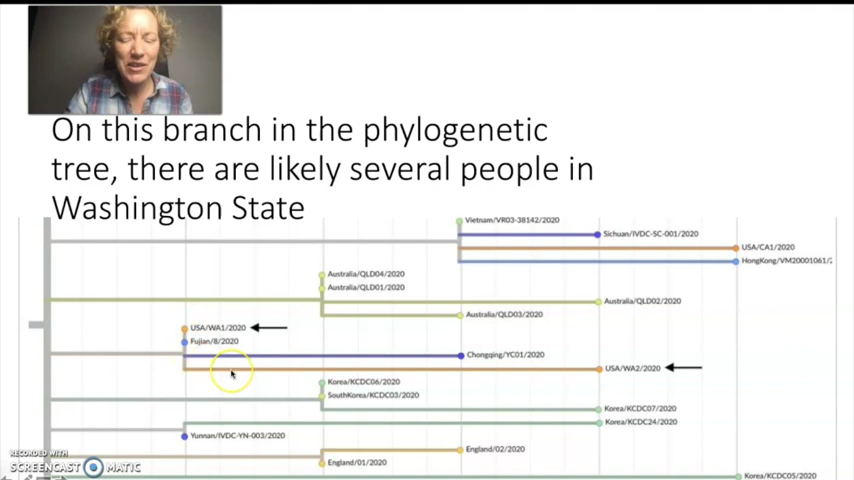 On this branch in the phylogenetic
tree, there are likely several people in
Washington State
Vietnam/VR03-38142/2020
Sichuan/IVDC-SC-001/2020
USA/CA1/2020
HongKong/VM20001061/2
Australia/QLD04/2020
Australia/QLD01/2020
Australia/QLD02/2020
Australia/QLD03/2020
USA/WA1/2020
Fujian/8/2020
Chongqing/YC01/2020
USA/WA2/2020
Korea/KCDC06/2020
SouthKorea/KCDC03/2020
Korea/KCDC07/2020
Korea/KCDC24/2020
Yunnan/IVDC-YN-003/2020
England/02/2020
England/01/2020
Korea/KCDC05/2020
RECORDED WITH
SCREENCAST MATIC